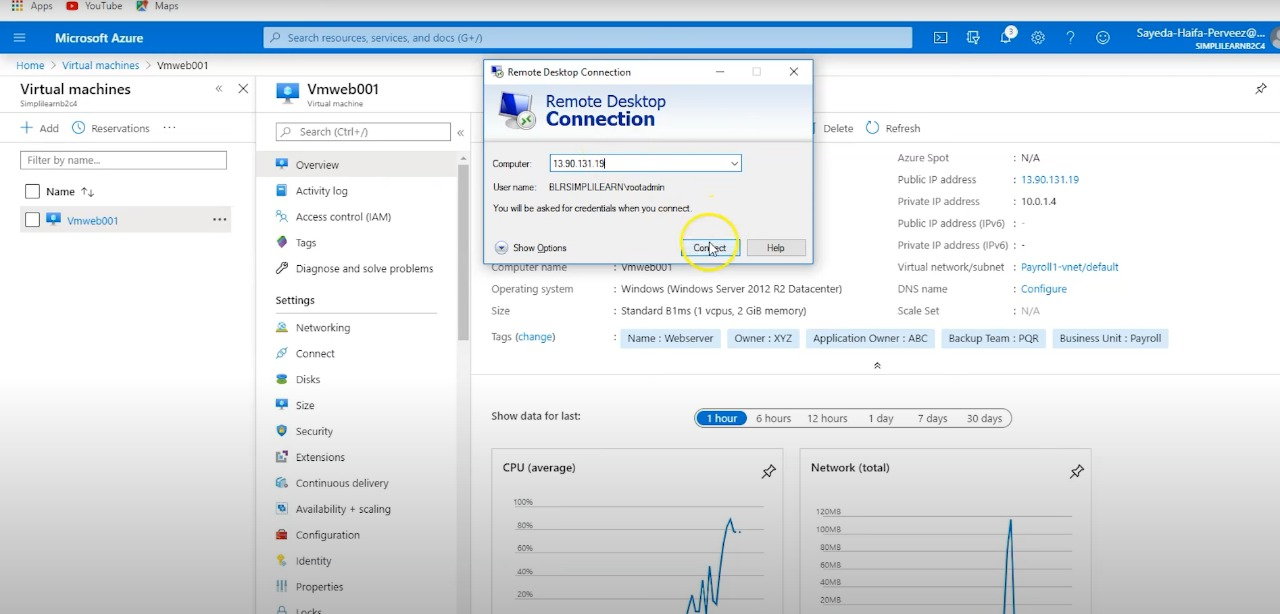 Apps YouTube Maps
Microsoft Azure
Search resources, services, and docs (G+/)
3
Sayeda-Haifa-Perveez@...
SIMPLILEARNB2C4
Home > Virtual machines > Vmweb001
Virtual machines
Simplilearnb2c4
Add Reservations ...
Filter by name...
Name
Vmweb001 ...
Vmweb001
Virtual machine
Search (Ctrl+/)
Overview
Activity log
Access control (IAM)
Tags
Diagnose and solve problems
Settings
Networking
Connect
Disks
Size
Security
Extensions
Continuous delivery
Availability + scaling
Configuration
Identity
Properties
Locks
Remote Desktop Connection
Remote Desktop
Connection
Computer: 13.90.131.19
User name: BLRSIMPLILEARN\rootadmin
You will be asked for credentials when you connect.
Show Options Connect Help
Delete Refresh
Azure Spot : N/A
Public IP address : 13.90.131.19
Private IP address : 10.0.1.4
Public IP address (IPv6) : -
Private IP address (IPv6) : -
Computer name : Vmweb001
Virtual network/subnet : Payroll1-vnet/default
Operating system : Windows (Windows Server 2012 R2 Datacenter)
DNS name : Configure
Size : Standard B1ms (1 vcpus, 2 GiB memory)
Scale Set : N/A
Tags (change) : Name : Webserver Owner : XYZ Application Owner : ABC Backup Team : PQR Business Unit : Payroll
Show data for last: 1 hour 6 hours 12 hours 1 day 7 days 30 days
CPU (average)
100%
80%
60%
40%
20%
Network (total)
120MB
100MB
80MB
60MB
40MB
20MB